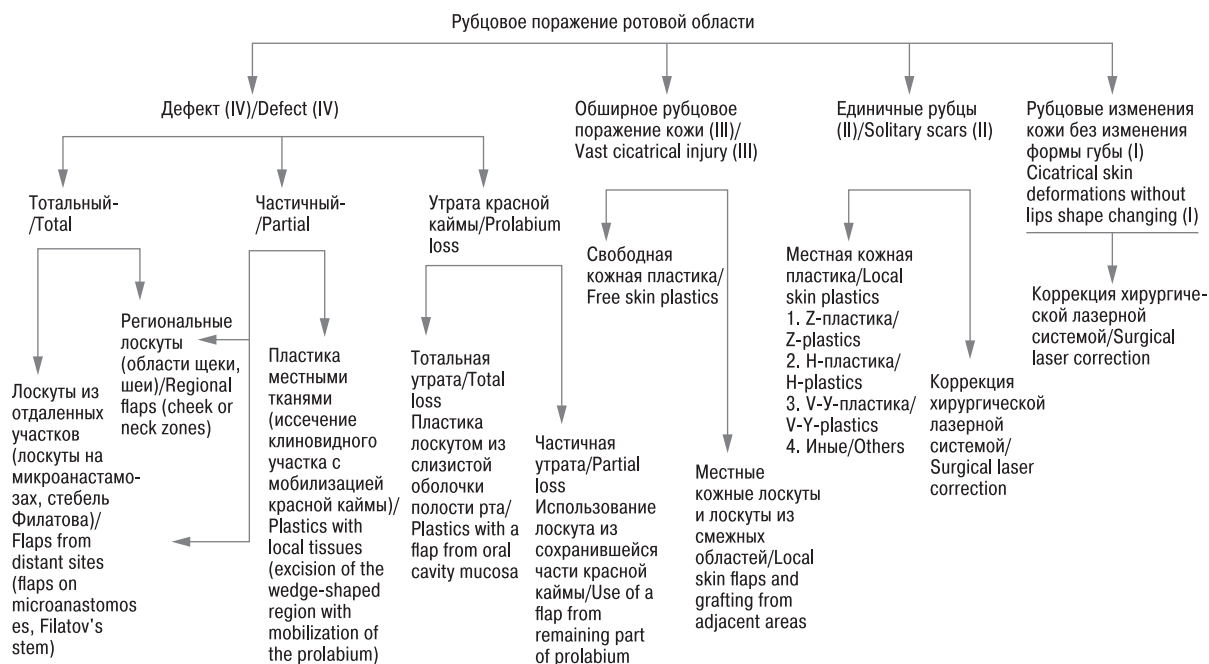 Рубцовое поражение ротовой области
Дефект (IV)/Defect (IV)
Обширное рубцовое
поражение кожи (III)/
Vast cicatrical injury (III)
Единичные рубцы
(II)/Solitary scars (II)
Рубцовые изменения
кожи без изменения
формы губы (I)
Cicatrical skin
deformations without
lips shape changing (I)
Тотальный-
/Total
Частичный-
/Partial
Утрата красной
каймы/Prolabium
loss
Свободная
кожная пластика/
Free skin plastics
Местная кожная
пластика/Local
skin plastics
1. Z-пластика/
Z-plastics
2. Н-пластика/
H-plastics
3. V-У-пластика/
V-Y-plastics
4. Иные/Others
Коррекция хирургиче-
ской лазерной
системой/Surgical
laser correction
Региональные
лоскуты
(области щеки,
шеи)/Regional
flaps (cheek or
neck zones)
Лоскуты из
отдаленных
участков
(лоскуты на
микроанастамо-
зах, стебель
Филатова)/
Flaps from
distant sites
(flaps on
microanastomos
es, Filatov's
stem)
Пластика
местными
тканями
(иссечение
клиновидного
участка с
мобилизацией
красной каймы)/
Plastics with
local tissues
(excision of the
wedge-shaped
region with
mobilization of
the prolabium)
Тотальная
утрата/Total
loss
Пластика
лоскутом из
слизистой
оболочки
полости рта/
Plastics with a
flap from oral
cavity mucosa
Частичная
утрата/Partial
loss
Использование
лоскута из
сохранившейся
части красной
каймы/Use of a
flap from
remaining part
of prolabium
Местные
кожные лоскуты
и лоскуты из
смежных
областей/Local
skin flaps and
grafting from
adjacent areas
Коррекция
хирургической
лазерной
системой/
Surgical laser
correction